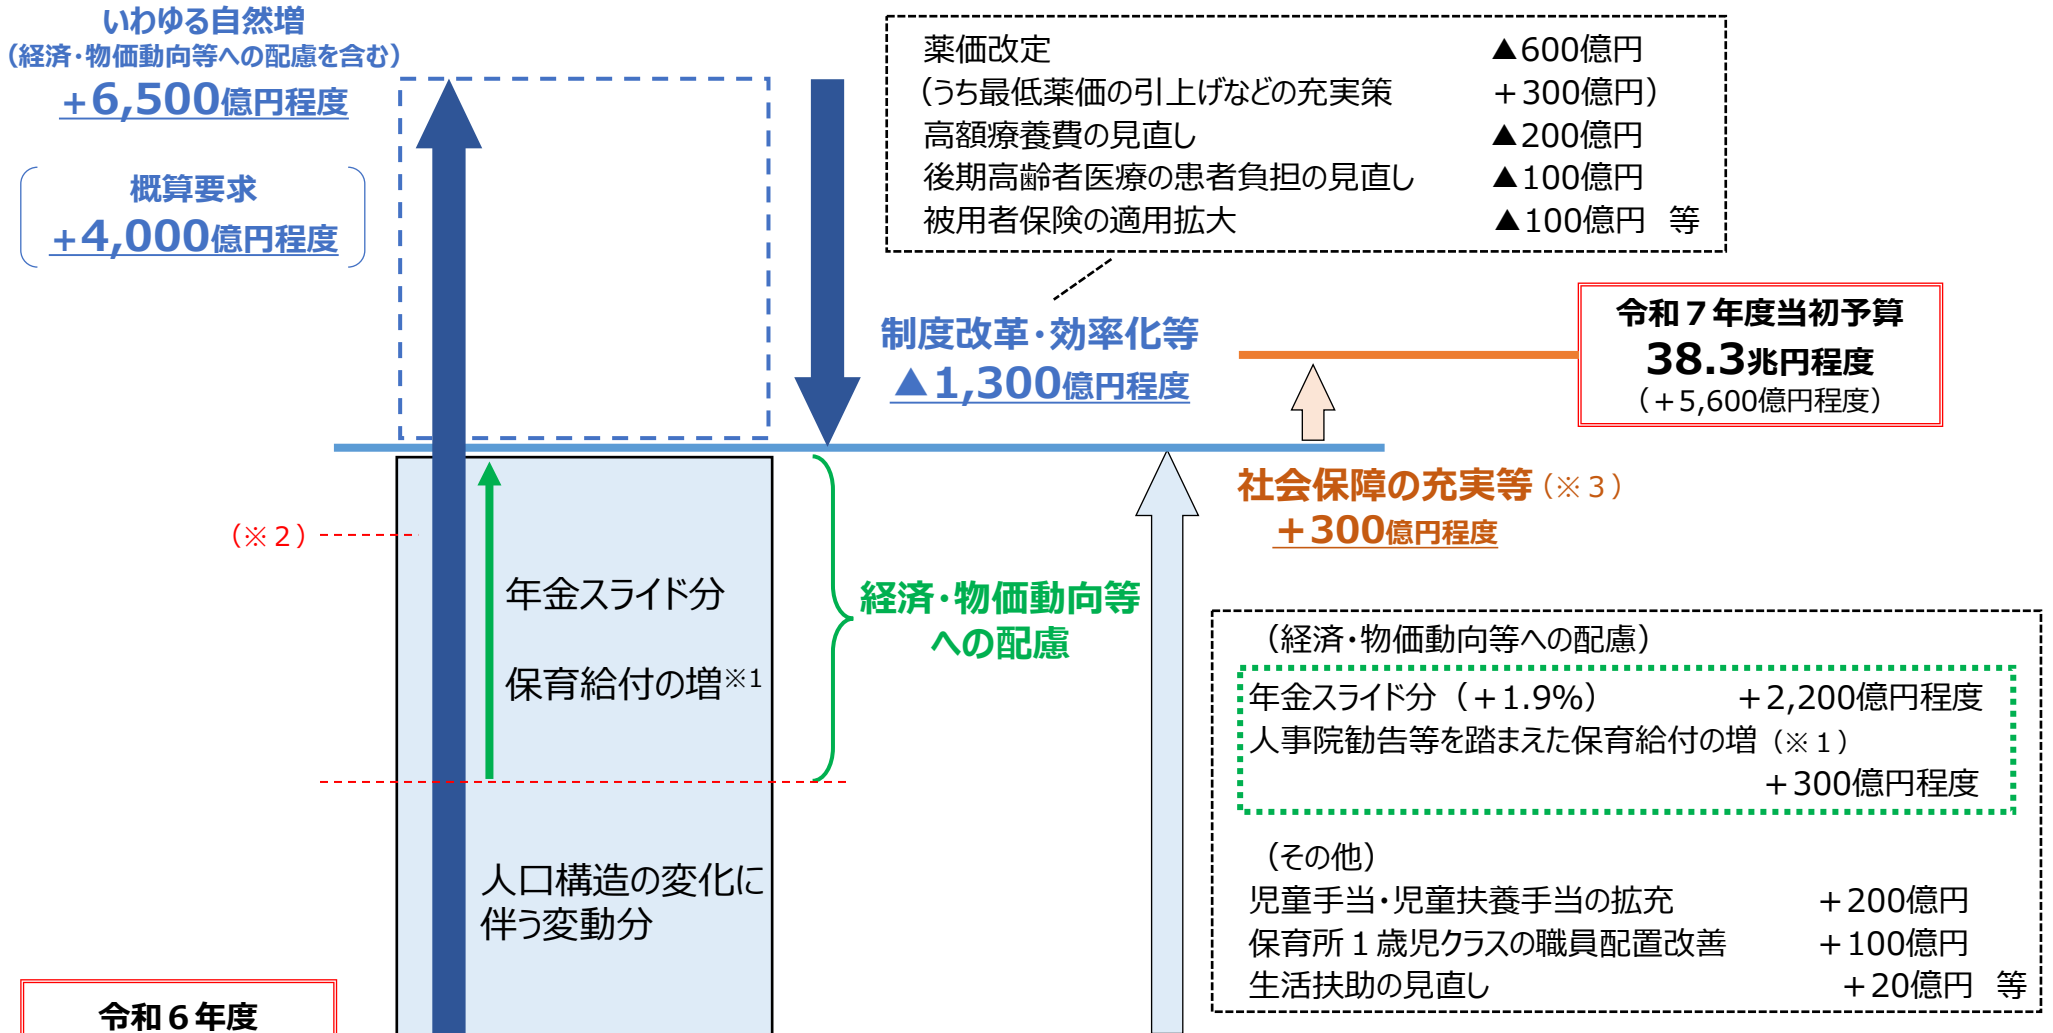 いわゆる自然増
（経済・物価動向等への配慮を含む）
+6,500億円程度
概算要求
+4,000億円程度
薬価改定 ▲600億円
（うち最低薬価の引上げなどの充実策 ＋300億円）
高額療養費の見直し ▲200億円
後期高齢者医療の患者負担の見直し ▲100億円
被用者保険の適用拡大 ▲100億円 等
制度改革・効率化等
▲1,300億円程度
令和７年度当初予算
38.3兆円程度
（＋5,600億円程度）
社会保障の充実等（※３）
＋300億円程度
（※２）
年金スライド分
保育給付の増※1
経済・物価動向等
への配慮
人口構造の変化に
伴う変動分
（経済・物価動向等への配慮）
年金スライド分（＋1.9%） ＋2,200億円程度
人事院勧告等を踏まえた保育給付の増（※１）
＋300億円程度
（その他）
児童手当・児童扶養手当の拡充 ＋200億円
保育所１歳児クラスの職員配置改善 ＋100億円
生活扶助の見直し ＋20億円 等
令和６年度